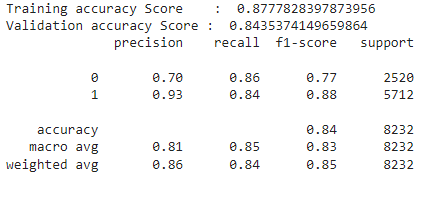 Training accuracy Score    :  0.8777828397873956
Validation accuracy Score :  0.8435374149659864
              precision    recall  f1-score   support
           0       0.70      0.86      0.77      2520
           1       0.93      0.84      0.88      5712
    accuracy                           0.84      8232
   macro avg       0.81      0.85      0.83      8232
weighted avg       0.86      0.84      0.85      8232